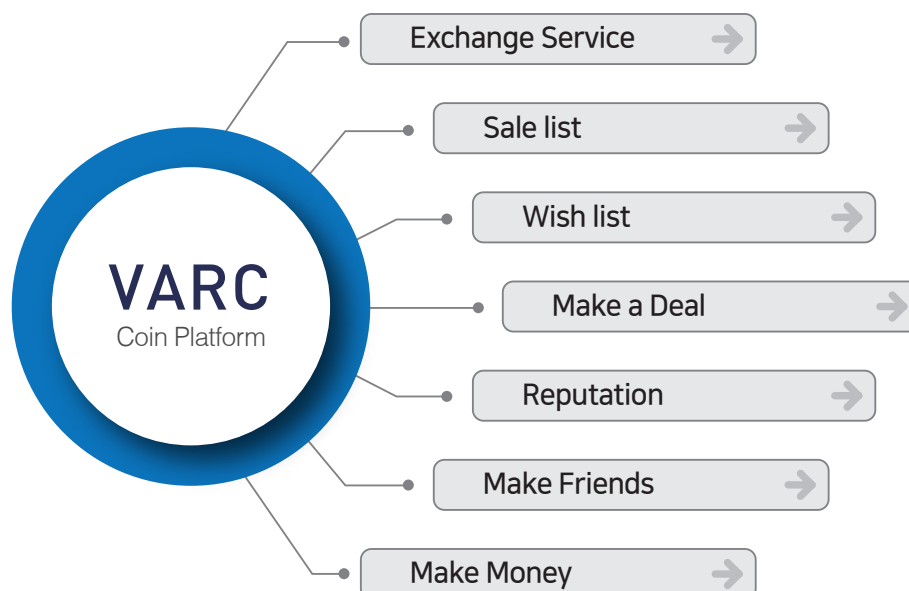 Exchange Service
Sale list
Wish list
VARC
Coin Platform
Make a Deal
Reputation
Make Friends
Make Money